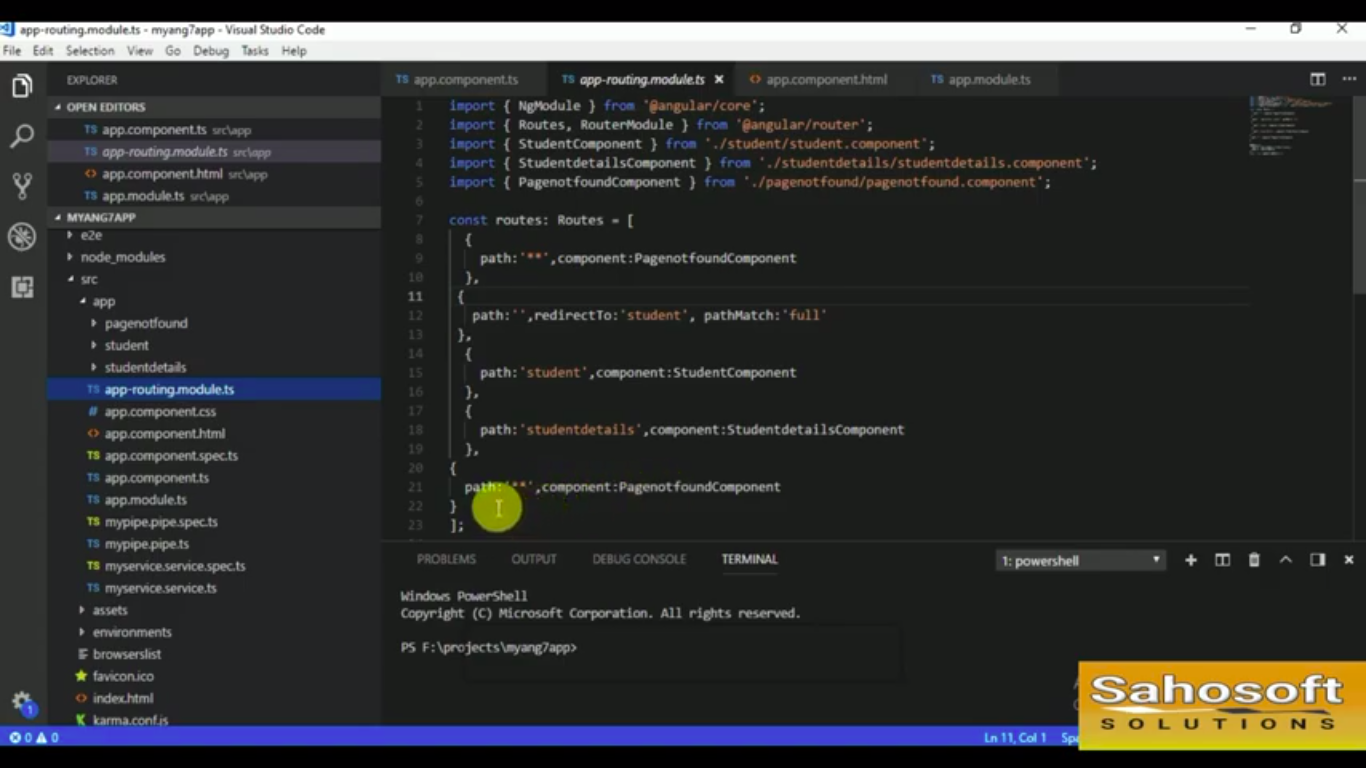 app-routing.module.ts - myang7app - Visual Studio Code
File Edit Selection View Go Debug Tasks Help
EXPLORER
OPEN EDITORS
TS app.component.ts src\app
TS app-routing.module.ts src\app
<> app.component.html src\app
TS app.module.ts src\app
MYANG7APP
e2e
node_modules
src
app
pagenotfound
student
studentdetails
TS app-routing.module.ts
# app.component.css
<> app.component.html
TS app.component.spec.ts
TS app.component.ts
TS app.module.ts
TS mypipe.pipe.spec.ts
TS mypipe.pipe.ts
TS myservice.service.spec.ts
TS myservice.service.ts
assets
environments
browserslist
favicon.ico
<> index.html
karma.conf.js
1
TS app.component.ts TS app-routing.module.ts × <> app.component.html TS app.module.ts
1 import { NgModule } from '@angular/core';
2 import { Routes, RouterModule } from '@angular/router';
3 import { StudentComponent } from './student/student.component';
4 import { StudentdetailsComponent } from './studentdetails/studentdetails.component';
5 import { PagenotfoundComponent } from './pagenotfound/pagenotfound.component';
6
7 const routes: Routes = [
8 {
9 path:'**',component:PagenotfoundComponent
10 },
11 {
12 path:'',redirectTo:'student', pathMatch:'full'
13 },
14 {
15 path:'student',component:StudentComponent
16 },
17 {
18 path:'studentdetails',component:StudentdetailsComponent
19 },
20 {
21 path:'**',component:PagenotfoundComponent
22 }
23 ];
PROBLEMS OUTPUT DEBUG CONSOLE TERMINAL 1: powershell
Windows PowerShell
Copyright (C) Microsoft Corporation. All rights reserved.
PS F:\projects\myang7app>
0 0 Ln 11, Col 1
Sahosoft
SOLUTIONS